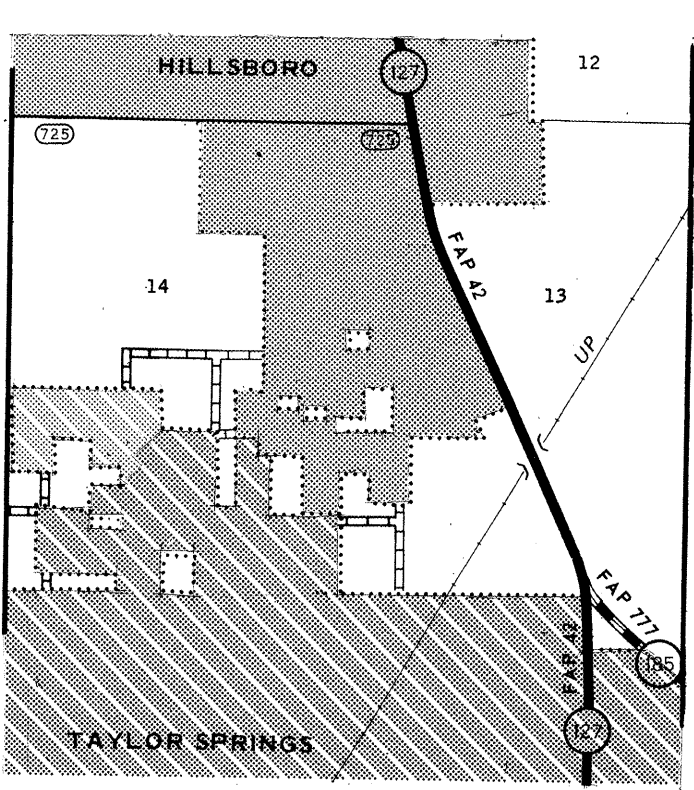 HILLSBORO
127
12
725
725
FAP 42
14
13
UP
FAP 777
FAP 42
185
127
TAYLOR SPRINGS